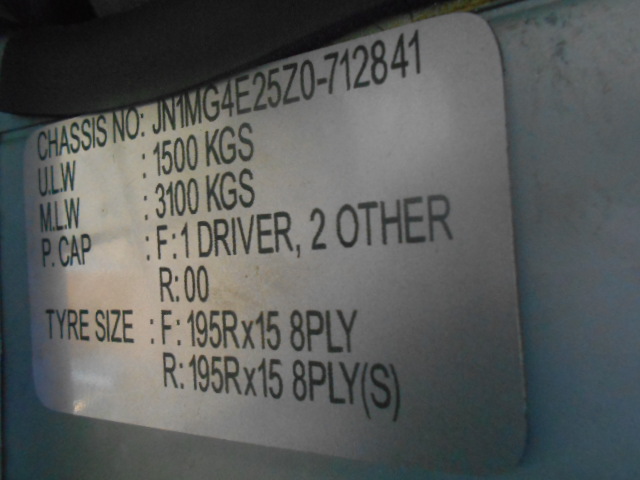 CHASSIS NO: JN1MG4E25Z0-712841
U.L.W : 1500 KGS
M.L.W : 3100 KGS
P. CAP : F: 1 DRIVER, 2 OTHER
R: 00
TYRE SIZE : F: 195Rx15 8PLY
R: 195Rx15 8PLY(S)